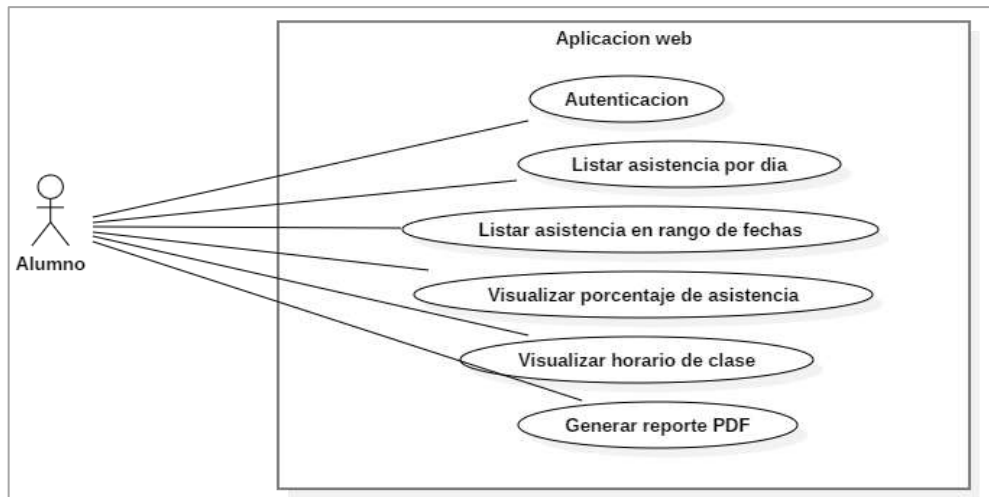 Aplicacion web
Autenticacion
Listar asistencia por dia
Listar asistencia en rango de fechas
Alumno
Visualizar porcentaje de asistencia
Visualizar horario de clase
Generar reporte PDF